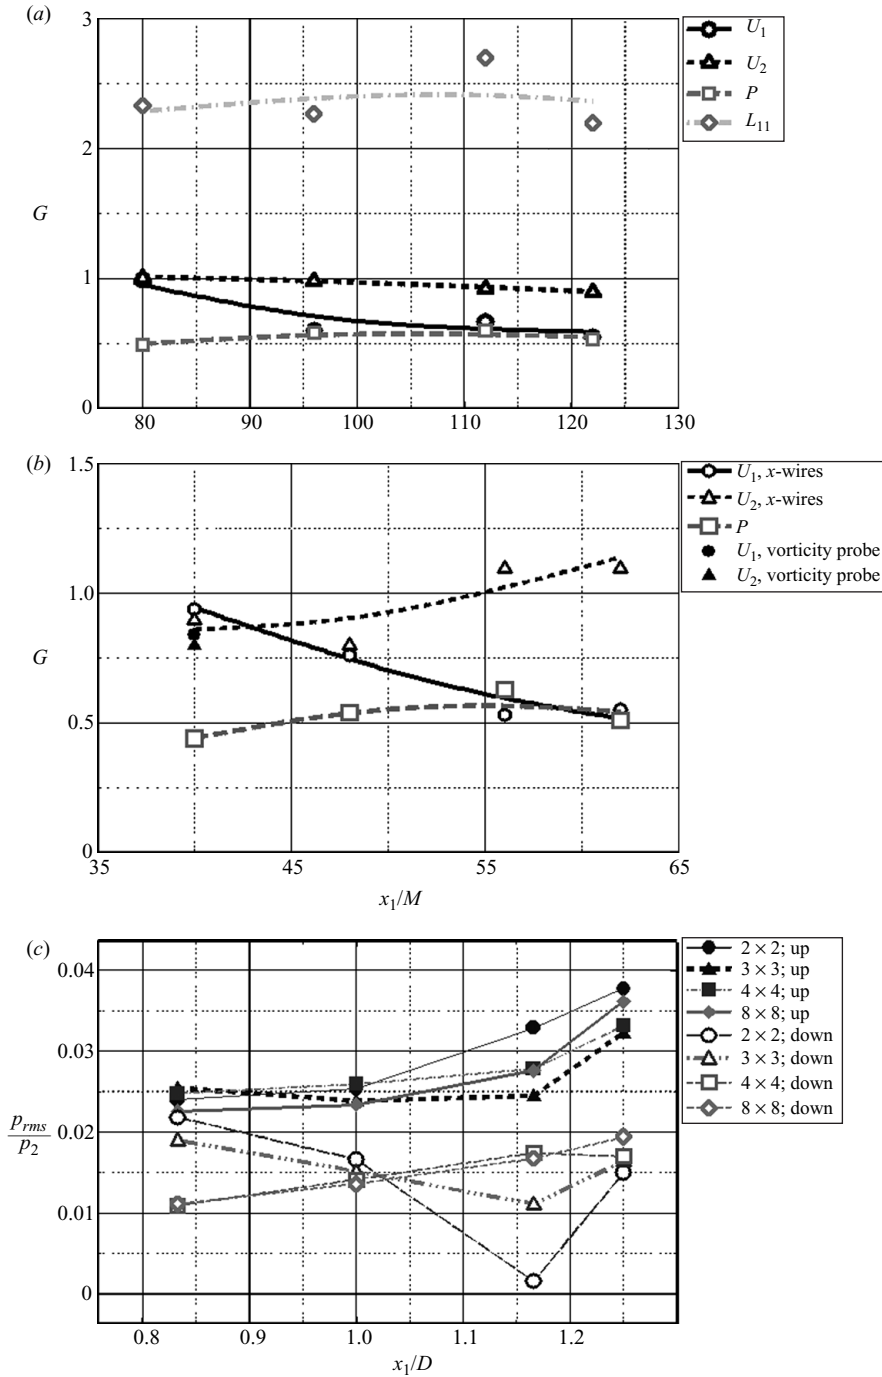 (a)
3
2
G
1
0
80 90 100 110 120 130
U1
U2
P
L11
(b)
1.5
1.0
G
0.5
0
35 45 55 65
x1/M
U1, x-wires
U2, x-wires
P
U1, vorticity probe
U2, vorticity probe
(c)
0.04
0.03
prms
p2
0.02
0.01
0
0.8 0.9 1.0 1.1 1.2
x1/D
2 × 2; up
3 × 3; up
4 × 4; up
8 × 8; up
2 × 2; down
3 × 3; down
4 × 4; down
8 × 8; down